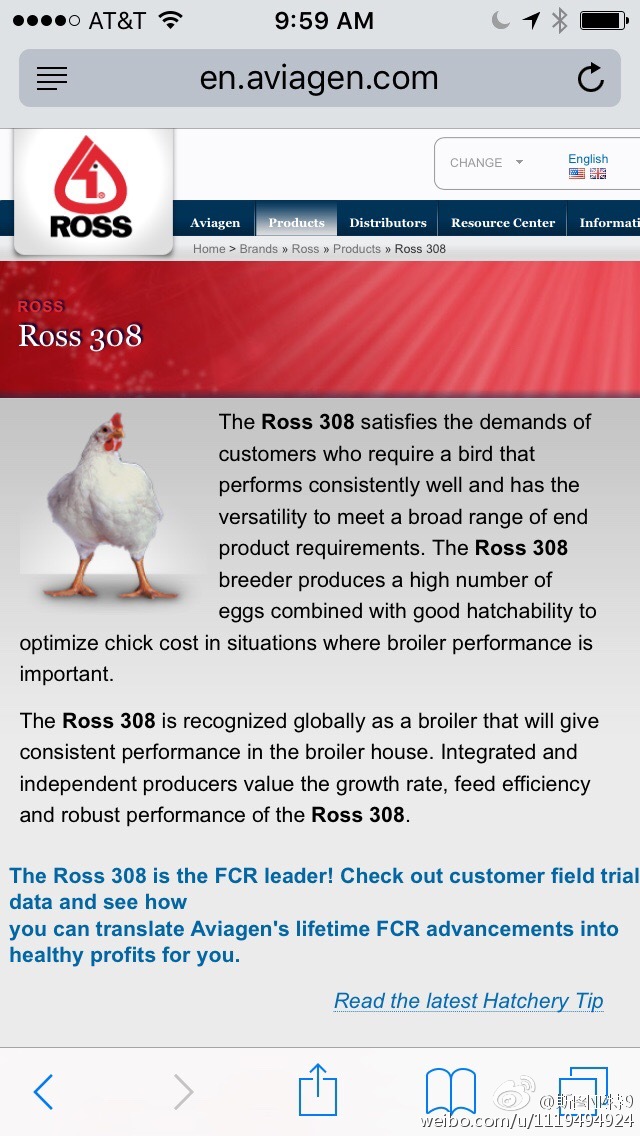 AT&T 9:59 AM
en.aviagen.com
ROSS
CHANGE
English
Aviagen Products Distributors Resource Center Informati
Home > Brands » Ross » Products » Ross 308
ROSS
Ross 308
The Ross 308 satisfies the demands of
customers who require a bird that
performs consistently well and has the
versatility to meet a broad range of end
product requirements. The Ross 308
breeder produces a high number of
eggs combined with good hatchability to
optimize chick cost in situations where broiler performance is
important.
The Ross 308 is recognized globally as a broiler that will give
consistent performance in the broiler house. Integrated and
independent producers value the growth rate, feed efficiency
and robust performance of the Ross 308.
The Ross 308 is the FCR leader! Check out customer field trial
data and see how
you can translate Aviagen's lifetime FCR advancements into
healthy profits for you.
Read the latest Hatchery Tip
weibo.com/u/1119494924